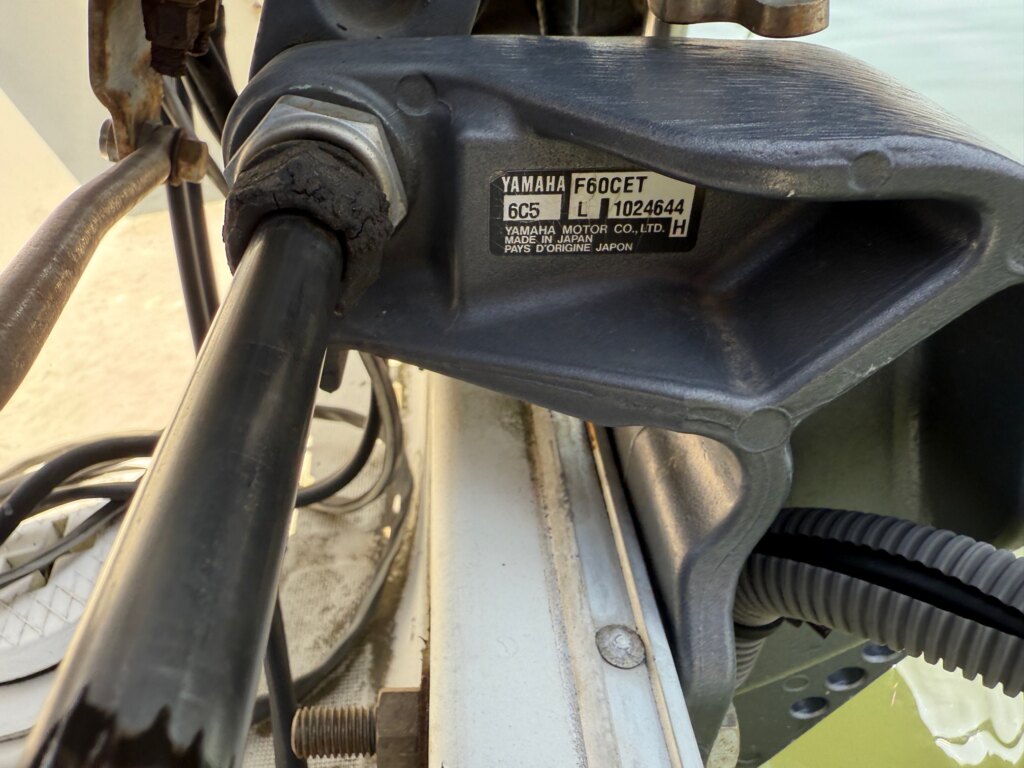 YAMAHA F60CET
6C5 L 1024644
YAMAHA MOTOR CO., LTD. H
MADE IN JAPAN
PAYS D'ORIGINE JAPON